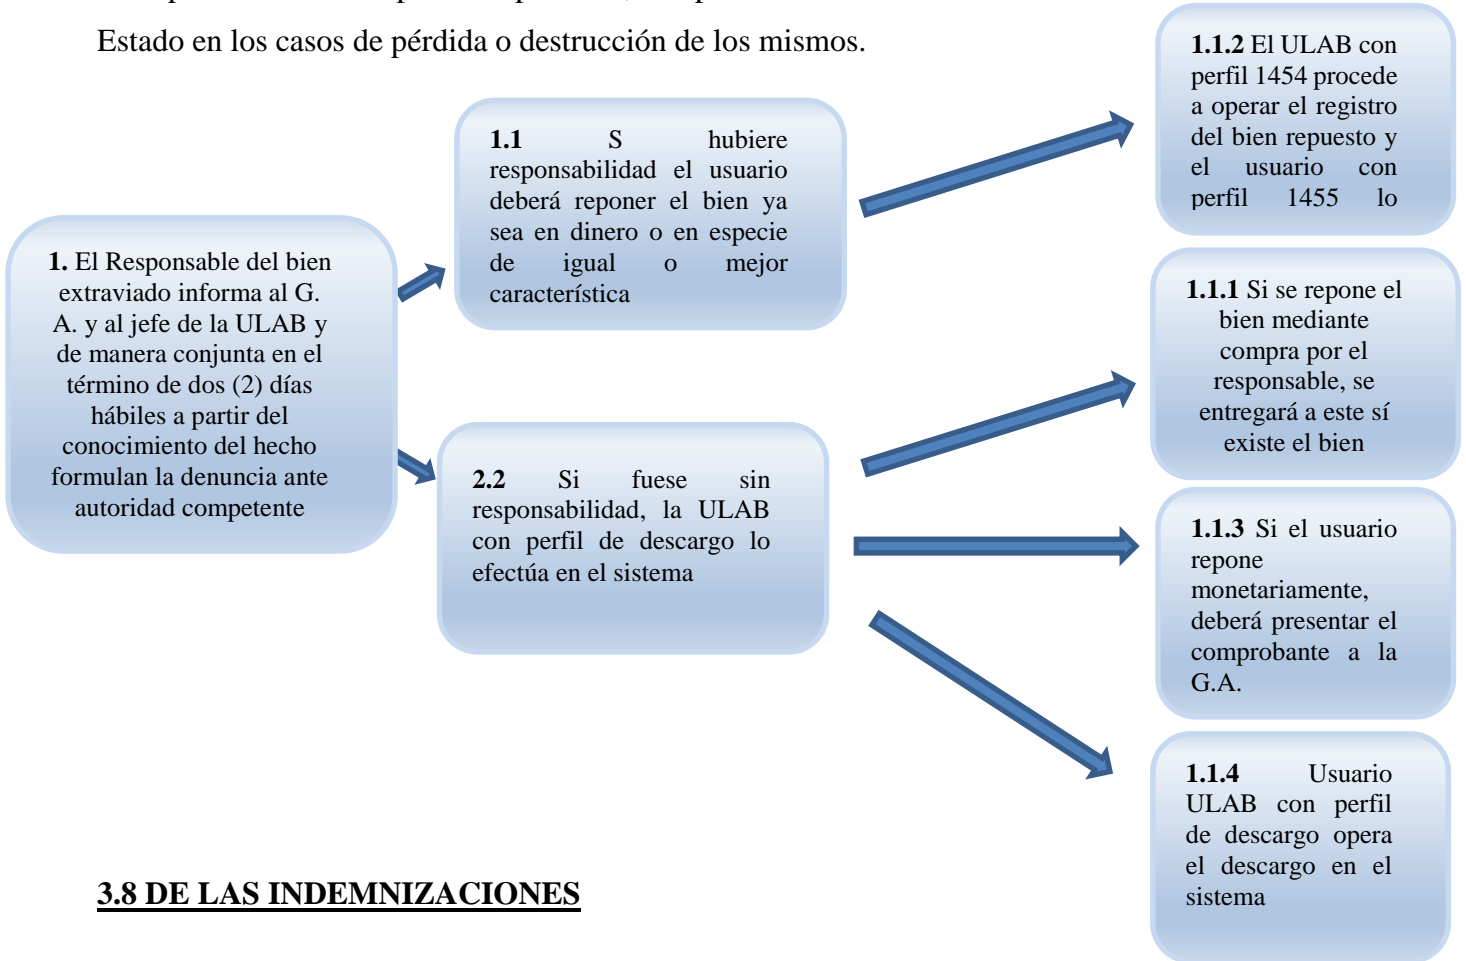 Estado en los casos de pérdida o destrucción de los mismos.
1. El Responsable del bien
extraviado informa al G.
A. y al jefe de la ULAB y
de manera conjunta en el
término de dos (2) días
hábiles a partir del
conocimiento del hecho
formulan la denuncia ante
autoridad competente
1.1 S hubiere
responsabilidad el usuario
deberá reponer el bien ya
sea en dinero o en especie
de igual o mejor
característica
2.2 Si fuese sin
responsabilidad, la ULAB
con perfil de descargo lo
efectúa en el sistema
1.1.2 El ULAB con
perfil 1454 procede
a operar el registro
del bien repuesto y
el usuario con
perfil 1455 lo
1.1.1 Si se repone el
bien mediante
compra por el
responsable, se
entregará a este sí
existe el bien
1.1.3 Si el usuario
repone
monetariamente,
deberá presentar el
comprobante a la
G.A.
1.1.4 Usuario
ULAB con perfil
de descargo opera
el descargo en el
sistema
3.8 DE LAS INDEMNIZACIONES